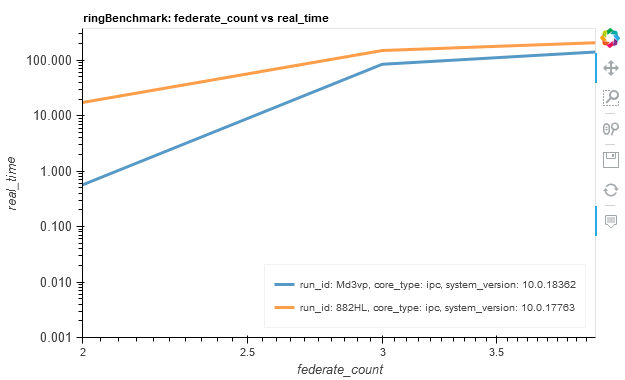 ringBenchmark: federate_count vs real_time
100.000
10.000
1.000
0.100
0.010
0.001
real_time
run_id: Md3vp, core_type: ipc, system_version: 10.0.18362
run_id: 882HL, core_type: ipc, system_version: 10.0.17763
2
2.5
3
3.5
federate_count